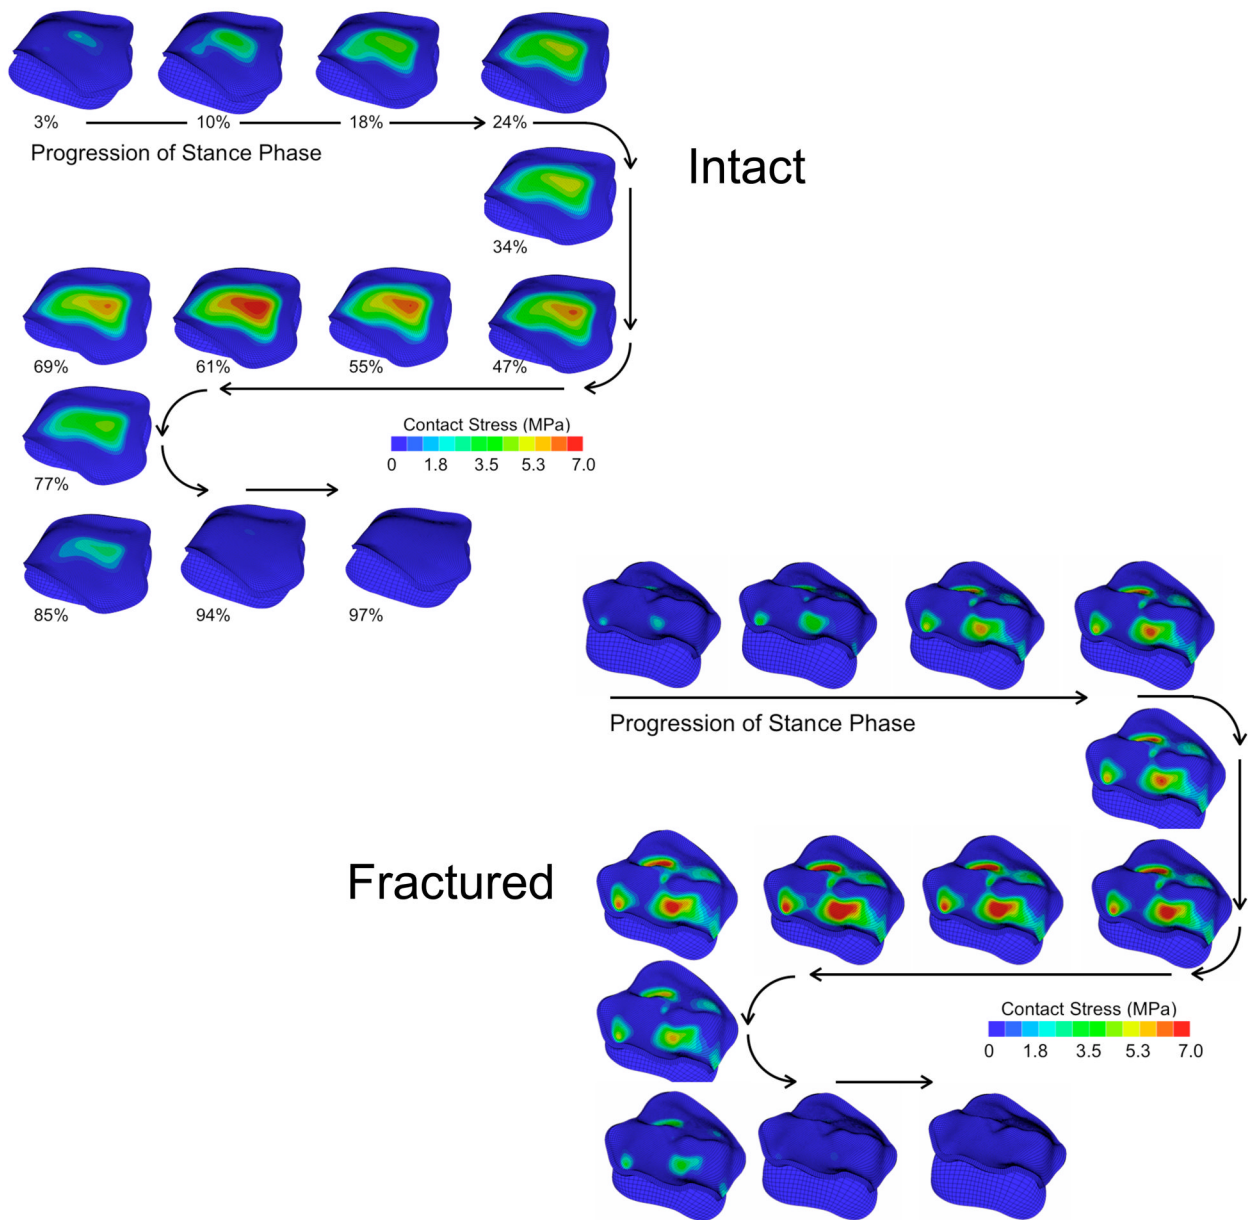 3% 10% 18% 24%
Progression of Stance Phase
Intact
34%
69% 61% 55% 47%
Contact Stress (MPa)
0 1.8 3.5 5.3 7.0
77%
85% 94% 97%
Progression of Stance Phase
Fractured
Contact Stress (MPa)
0 1.8 3.5 5.3 7.0